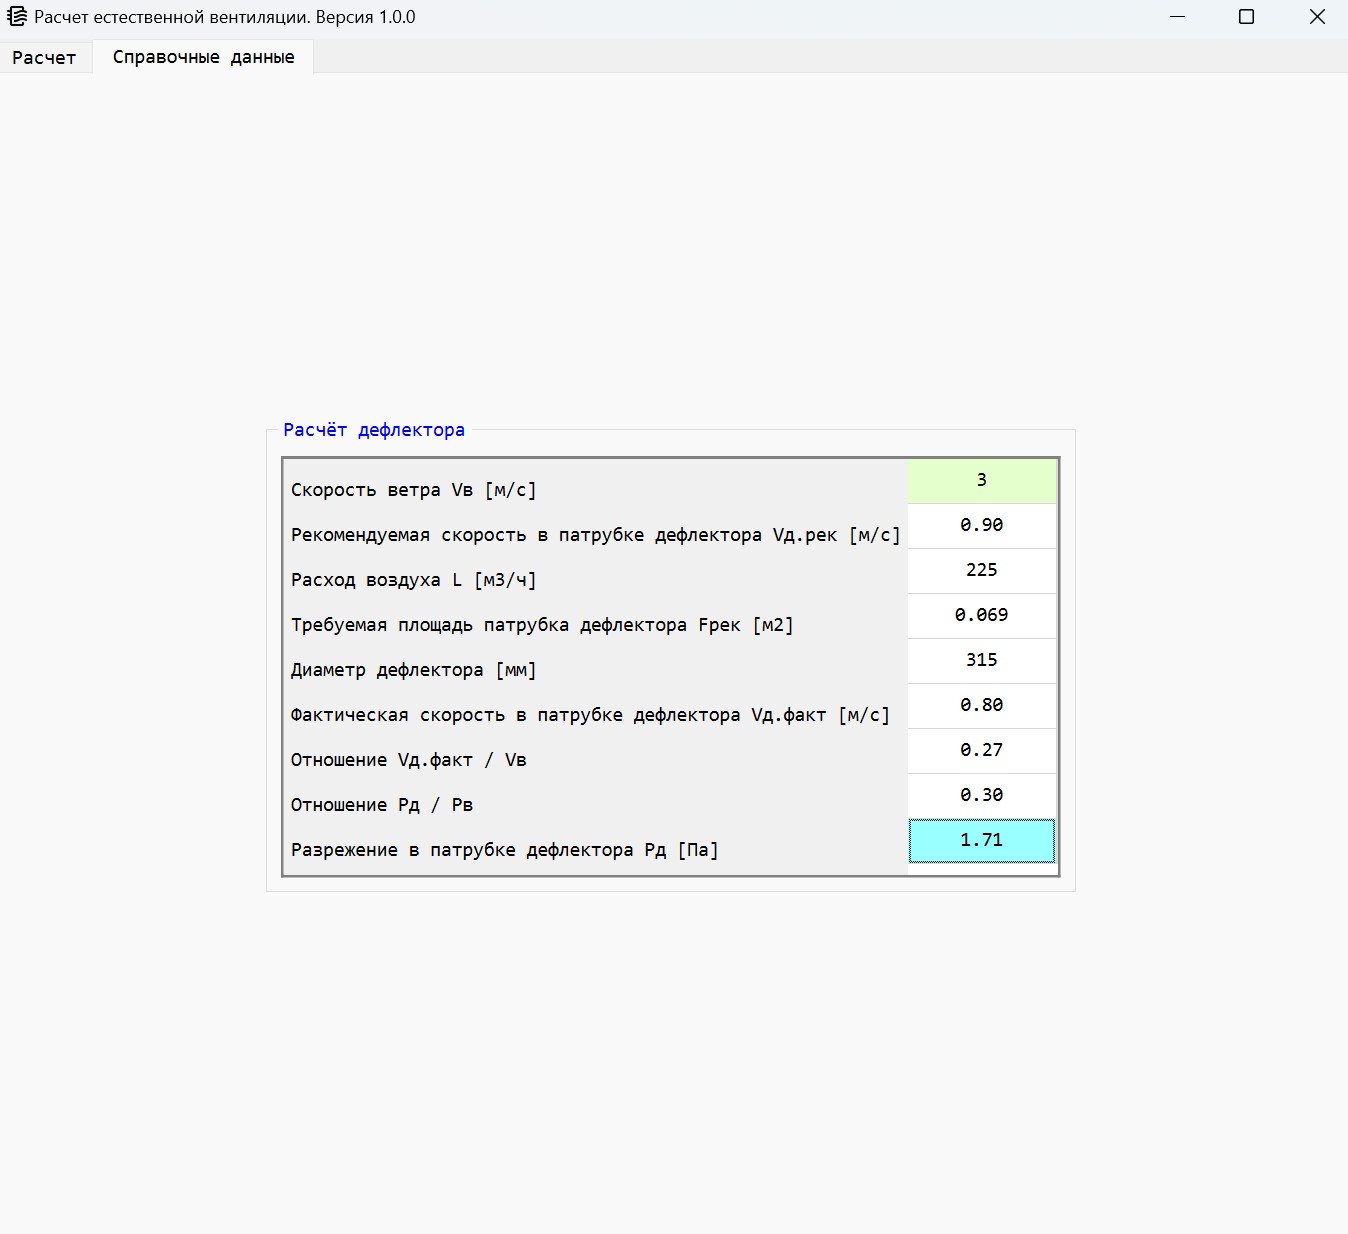 Расчет естественной вентиляции. Версия 1.0.0
Расчет Справочные данные
Расчёт дефлектора
Скорость ветра Vв [м/с] 3
Рекомендуемая скорость в патрубке дефлектора Vд.рек [м/с] 0.90
Расход воздуха L [м3/ч] 225
Требуемая площадь патрубка дефлектора Fрек [м2] 0.069
Диаметр дефлектора [мм] 315
Фактическая скорость в патрубке дефлектора Vд.факт [м/с] 0.80
Отношение Vд.факт / Vв 0.27
Отношение Рд / Рв 0.30
Разрежение в патрубке дефлектора Рд [Па] 1.71